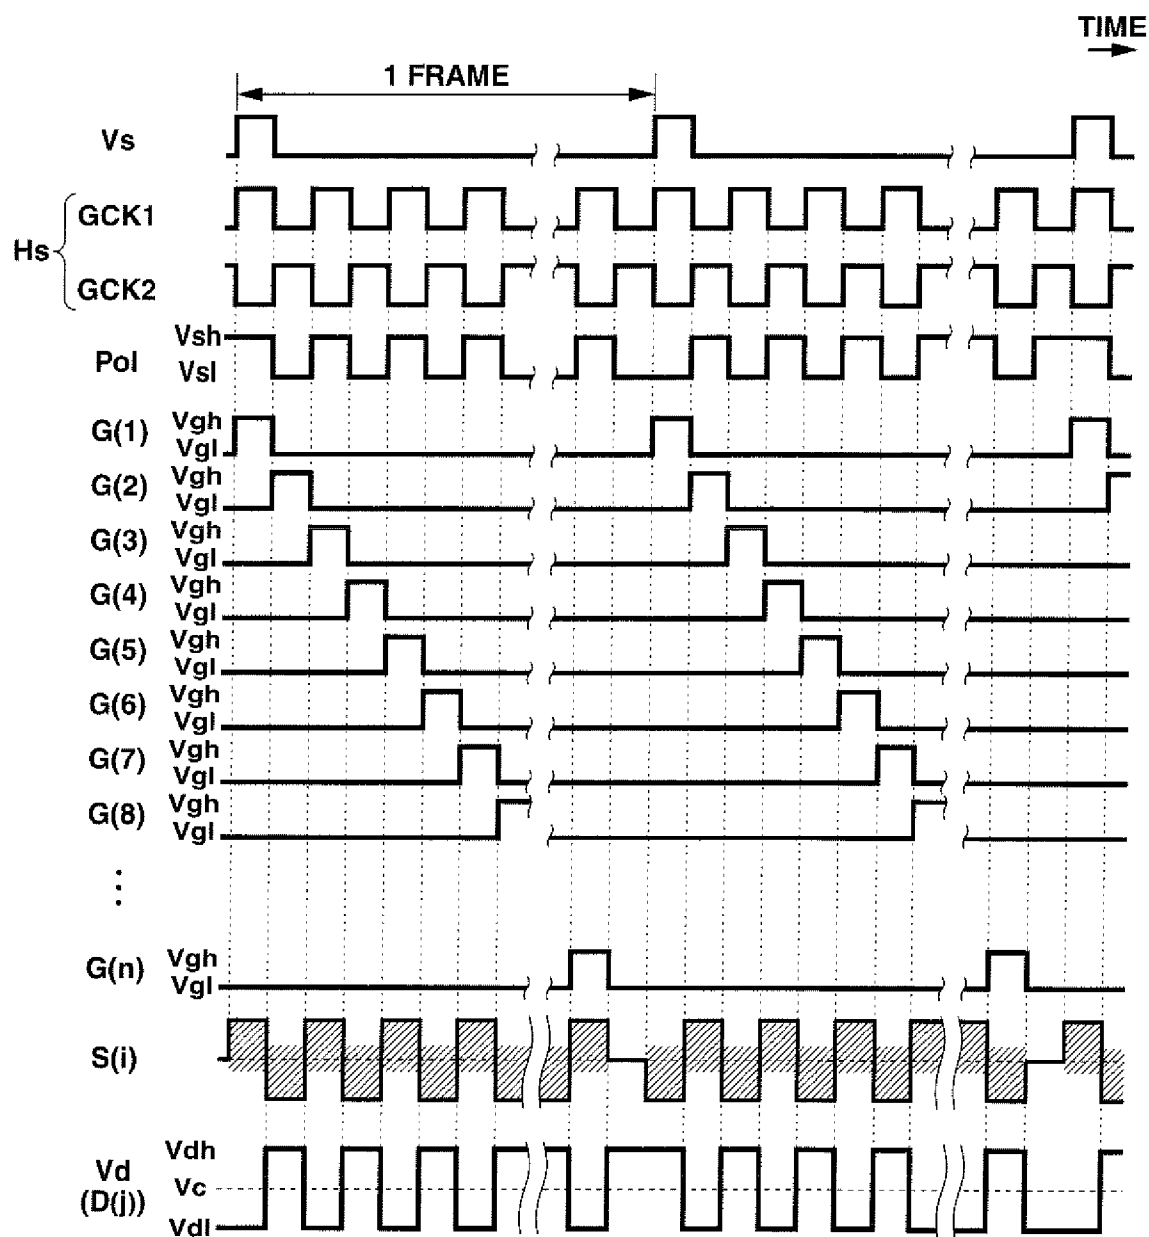 TIME
1 FRAME
Vs
Hs
GCK1
GCK2
Pol
Vsh
Vsl
G(1)
Vgh
Vgl
G(2)
Vgh
Vgl
G(3)
Vgh
Vgl
G(4)
Vgh
Vgl
G(5)
Vgh
Vgl
G(6)
Vgh
Vgl
G(7)
Vgh
Vgl
G(8)
Vgh
Vgl
G(n)
Vgh
Vgl
S(i)
Vd
(D(j))
Vdh
Vc
Vdl